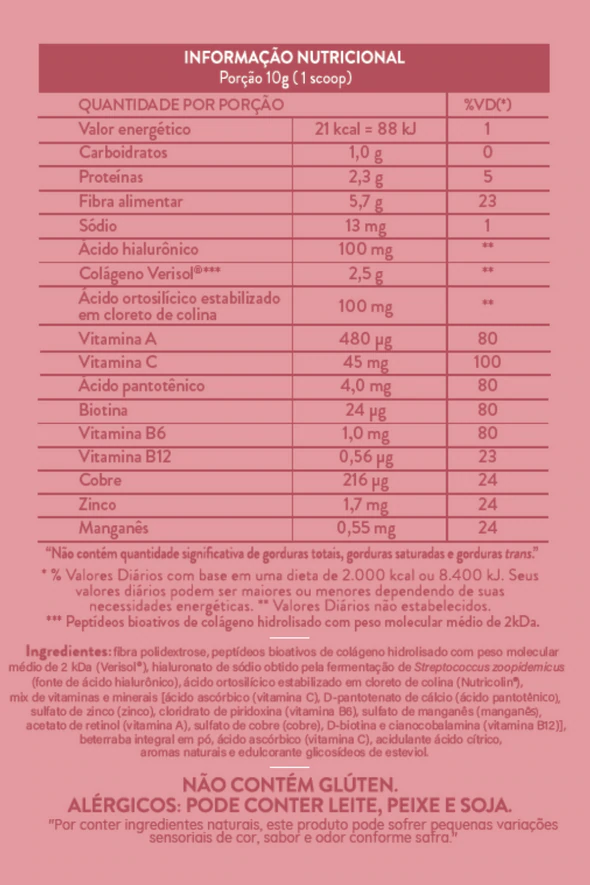 INFORMAÇÃO NUTRICIONAL
Porção 10g ( 1 scoop)
QUANTIDADE POR PORÇÃO %VD(*)
Valor energético 21 kcal = 88 kJ 1
Carboidratos 1,0 g 0
Proteínas 2,3 g 5
Fibra alimentar 5,7 g 23
Sódio 13 mg 1
Ácido hialurônico 100 mg **
Colágeno Verisol®*** 2,5 g **
Ácido ortosilícico estabilizado
em cloreto de colina 100 mg **
Vitamina A 480 µg 80
Vitamina C 45 mg 100
Ácido pantotênico 4,0 mg 80
Biotina 24 µg 80
Vitamina B6 1,0 mg 80
Vitamina B12 0,56 µg 23
Cobre 216 µg 24
Zinco 1,7 mg 24
Manganês 0,55 mg 24
“Não contém quantidade significativa de gorduras totais, gorduras saturadas e gorduras trans.”
* % Valores Diários com base em uma dieta de 2.000 kcal ou 8.400 kJ. Seus
valores diários podem ser maiores ou menores dependendo de suas
necessidades energéticas. ** Valores Diários não estabelecidos.
*** Peptídeos bioativos de colágeno hidrolisado com peso molecular médio de 2kDa.
Ingredientes: fibra polidextrose, peptídeos bioativos de colágeno hidrolisado com peso molecular
médio de 2 kDa (Verisol®), hialuronato de sódio obtido pela fermentação de Streptococcus zoopidemicus
(fonte de ácido hialurônico), ácido ortosilícico estabilizado em cloreto de colina (Nutricolin®),
mix de vitaminas e minerais [ácido ascórbico (vitamina C), D-pantotenato de cálcio (ácido pantotênico),
sulfato de zinco (zinco), cloridrato de piridoxina (vitamina B6), sulfato de manganês (manganês),
acetato de retinol (vitamina A), sulfato de cobre (cobre), D-biotina e cianocobalamina (vitamina B12)],
beterraba integral em pó, ácido ascórbico (vitamina C), acidulante ácido cítrico,
aromas naturais e edulcorante glicosídeos de esteviol.
NÃO CONTÉM GLÚTEN.
ALÉRGICOS: PODE CONTER LEITE, PEIXE E SOJA.
"Por conter ingredientes naturais, este produto pode sofrer pequenas variações
sensoriais de cor, sabor e odor conforme safra."